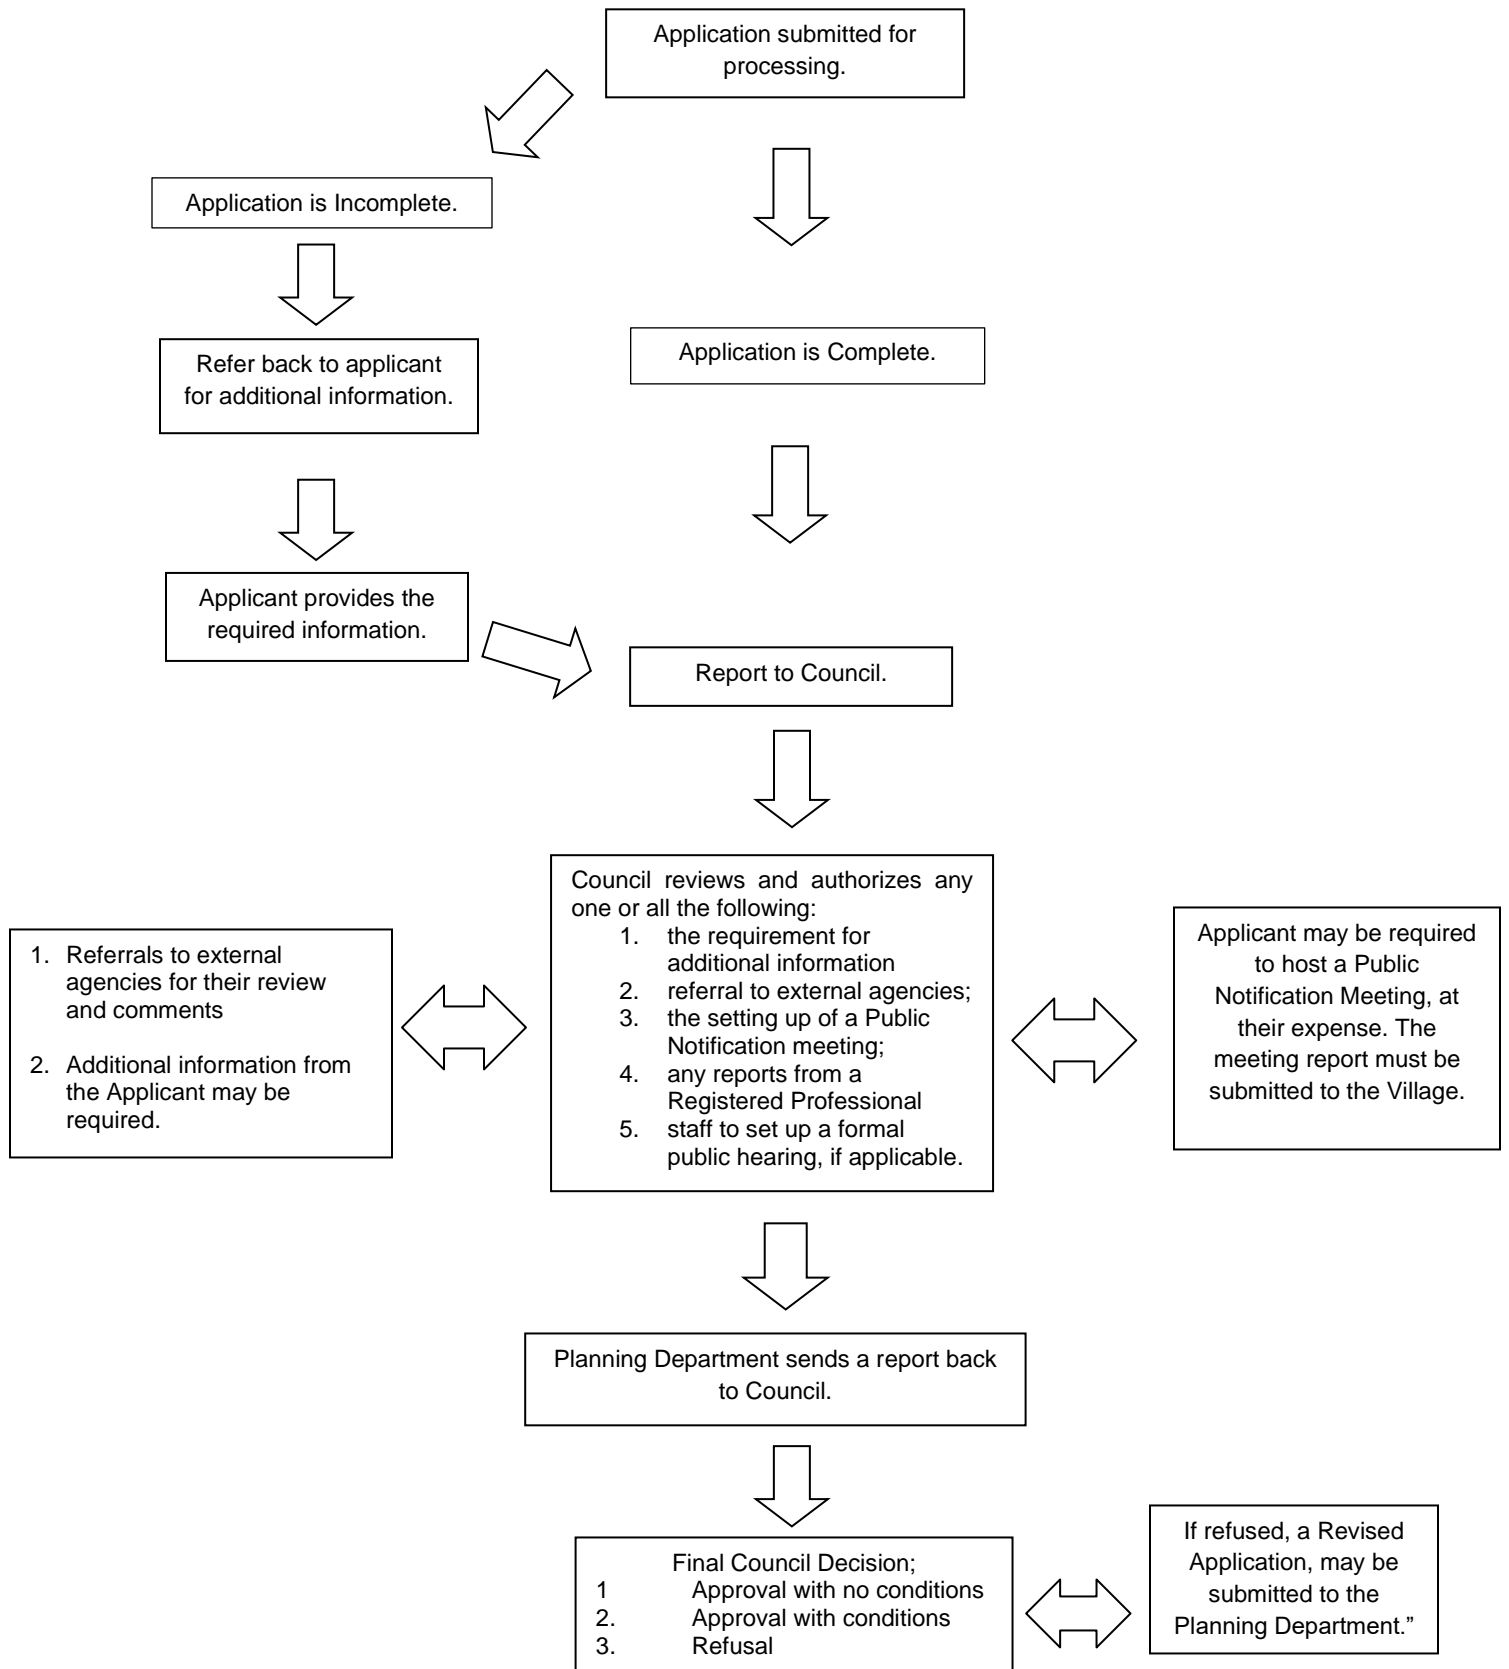 Application submitted for
processing.
Application is Incomplete.
Refer back to applicant
for additional information.
Application is Complete.
Applicant provides the
required information.
Report to Council.
1. Referrals to external
agencies for their review
and comments
2. Additional information from
the Applicant may be
required.
Council reviews and authorizes any
one or all the following:
1. the requirement for
additional information
2. referral to external agencies;
3. the setting up of a Public
Notification meeting;
4. any reports from a
Registered Professional
5. staff to set up a formal
public hearing, if applicable.
Applicant may be required
to host a Public
Notification Meeting, at
their expense. The
meeting report must be
submitted to the Village.
Planning Department sends a report back
to Council.
Final Council Decision;
1 Approval with no conditions
2. Approval with conditions
3. Refusal
If refused, a Revised
Application, may be
submitted to the
Planning Department.”